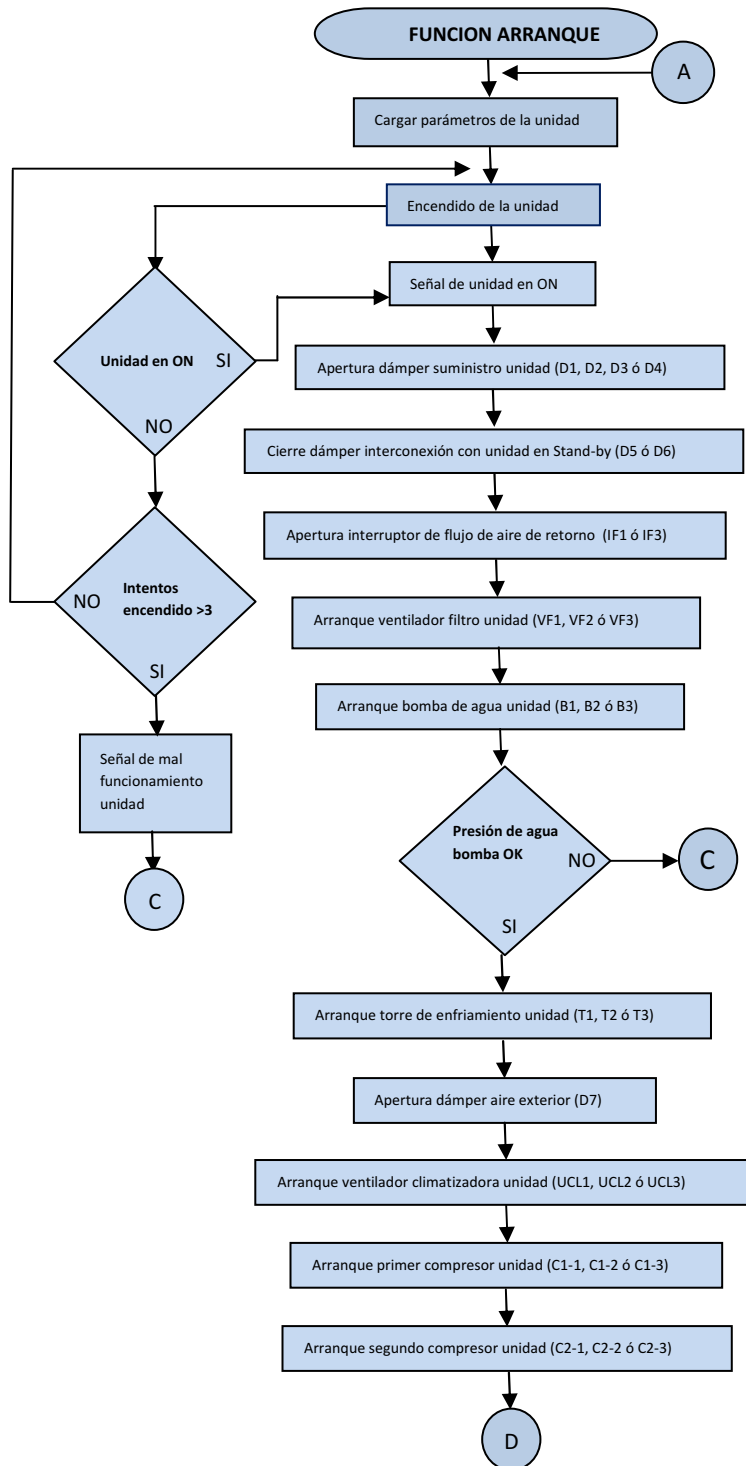 FUNCION ARRANQUE
A
Cargar parámetros de la unidad
Encendido de la unidad
Señal de unidad en ON
Unidad en ON
SI
NO
Apertura dámper suministro unidad (D1, D2, D3 ó D4)
Cierre dámper interconexión con unidad en Stand-by (D5 ó D6)
Apertura interruptor de flujo de aire de retorno (IF1 ó IF3)
Intentos
encendido >3
NO
SI
Arranque ventilador filtro unidad (VF1, VF2 ó VF3)
Arranque bomba de agua unidad (B1, B2 ó B3)
Señal de mal
funcionamiento
unidad
C
Presión de agua
bomba OK
NO
SI
C
Arranque torre de enfriamiento unidad (T1, T2 ó T3)
Apertura dámper aire exterior (D7)
Arranque ventilador climatizadora unidad (UCL1, UCL2 ó UCL3)
Arranque primer compresor unidad (C1-1, C1-2 ó C1-3)
Arranque segundo compresor unidad (C2-1, C2-2 ó C2-3)
D